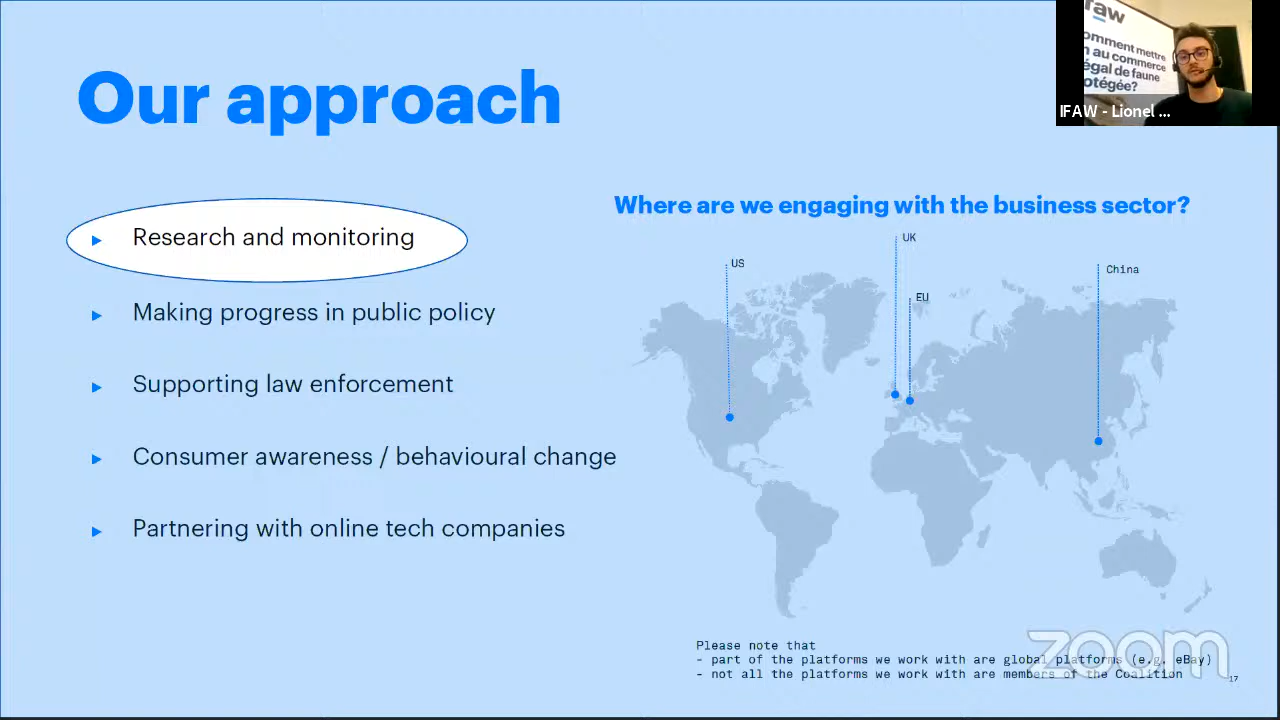 Our approach
Research and monitoring
Making progress in public policy
Supporting law enforcement
Consumer awareness / behavioural change
Partnering with online tech companies
Where are we engaging with the business sector?
US
UK
EU
China
Please note that
- part of the platforms we work with are global platforms (e.g. eBay)
- not all the platforms we work with are members of the Coalition
17
zoom
omment mettre
au commerce
égal de faune
otégée?
IFAW - Lionel ...